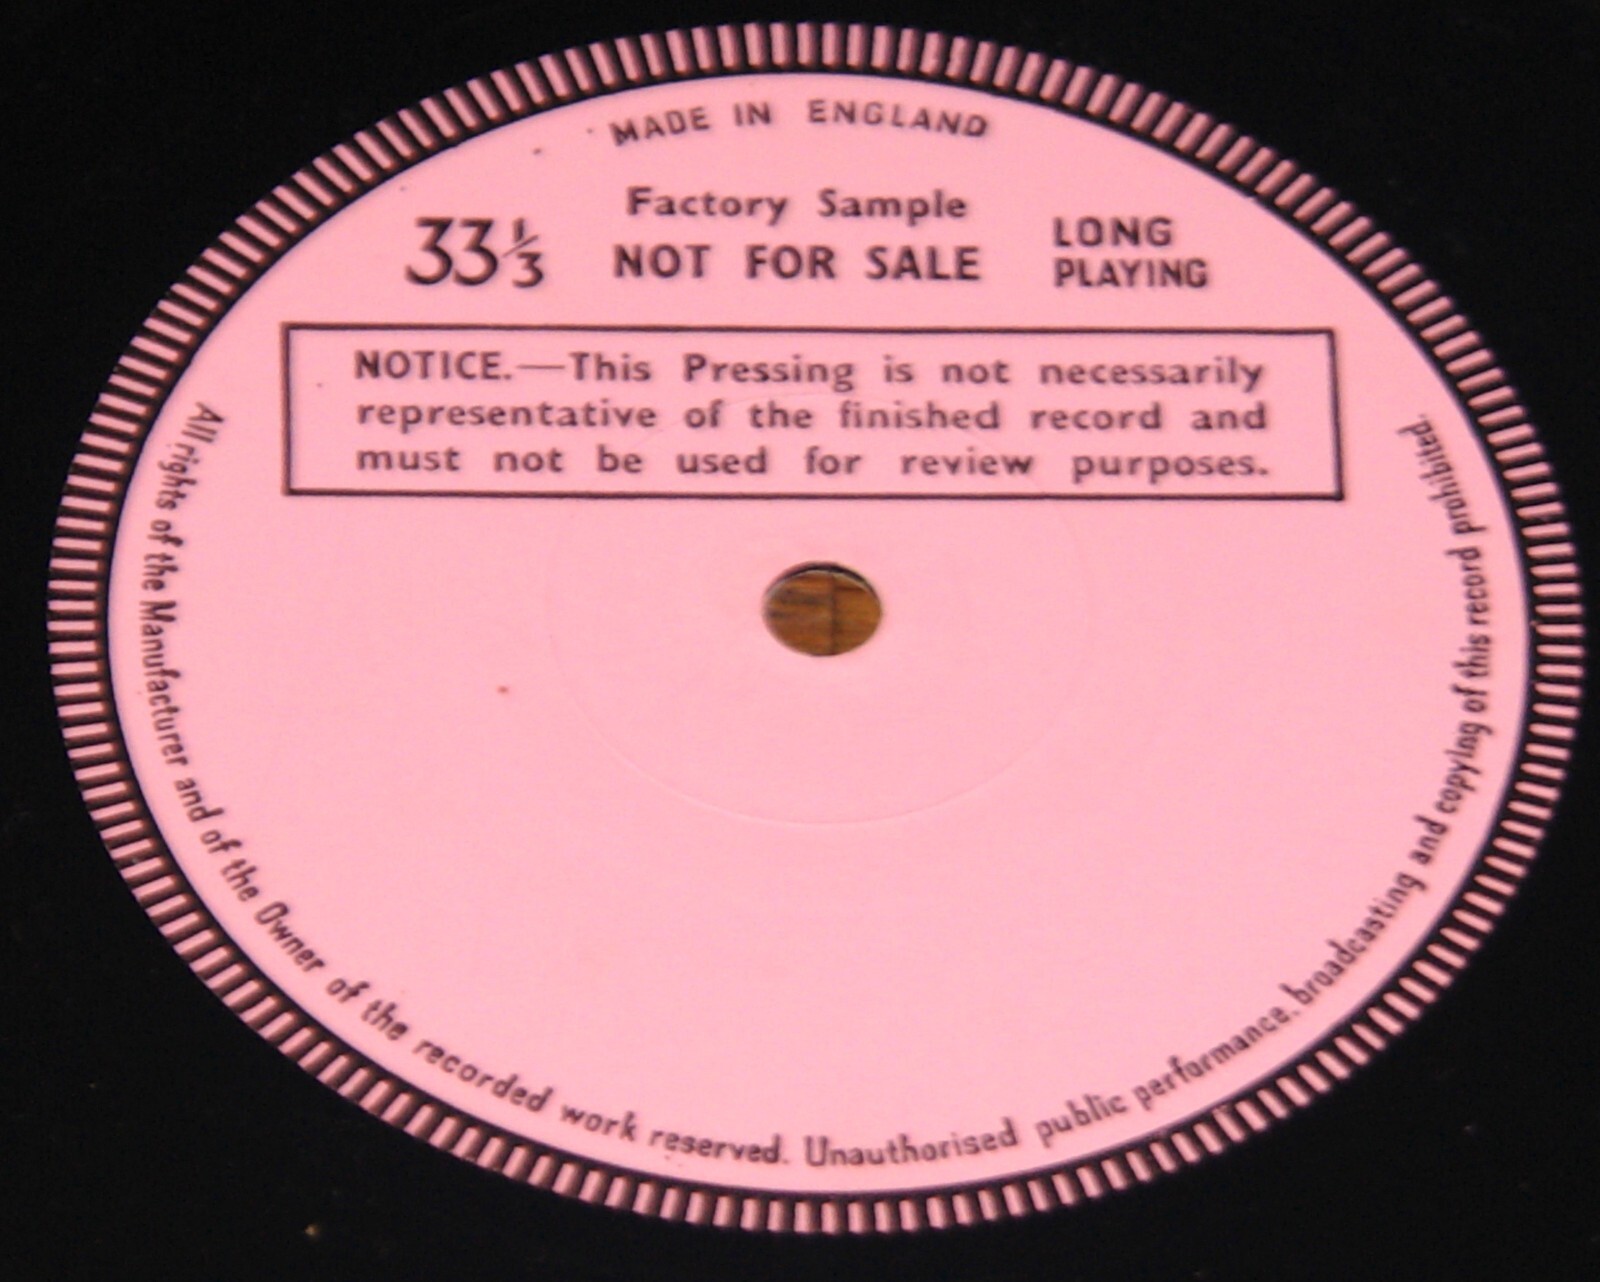 MADE IN ENGLAND
Factory Sample
33⅓ NOT FOR SALE LONG
PLAYING
NOTICE.—This Pressing is not necessarily
representative of the finished record and
must not be used for review purposes.
All rights of the Manufacturer and of the Owner of the recorded work reserved. Unauthorised public performance, broadcasting and copying of this record prohibited.